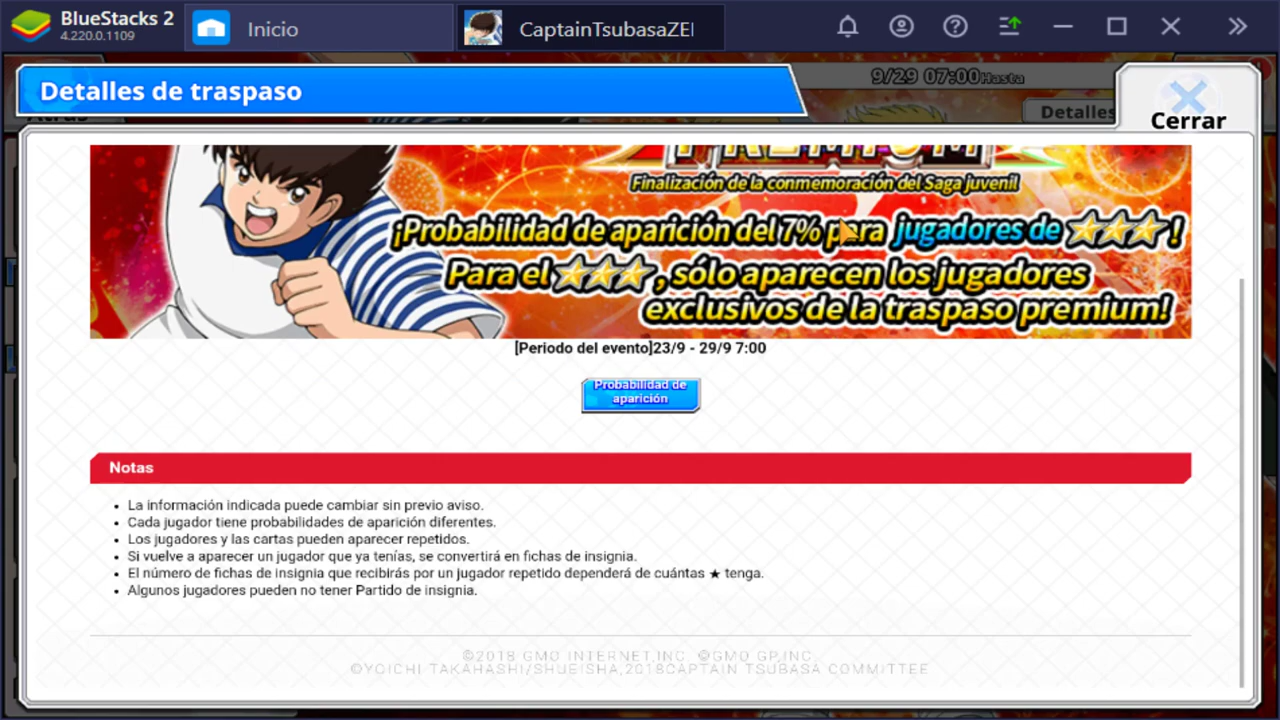 BlueStacks 2
4.220.0.1109
Inicio
CaptainTsubasaZEI
9/29 07:00Hasta
Detalles de traspaso
Detalles
Cerrar
PREMIUM
Finalización de la conmemoración del Saga juvenil
¡Probabilidad de aparición del 7% para jugadores de ★★★!
Para el ★★★, sólo aparecen los jugadores
exclusivos de la traspaso premium!
[Periodo del evento]23/9 - 29/9 7:00
Probabilidad de
aparición
Notas
• La información indicada puede cambiar sin previo aviso.
• Cada jugador tiene probabilidades de aparición diferentes.
• Los jugadores y las cartas pueden aparecer repetidos.
• Si vuelve a aparecer un jugador que ya tenías, se convertirá en fichas de insignia.
• El número de fichas de insignia que recibirás por un jugador repetido dependerá de cuántas ★ tenga.
• Algunos jugadores pueden no tener Partido de insignia.
©2018 GMO INTERNET,INC. ©GMO GP,INC.
©YOICHI TAKAHASHI/SHUEISHA,2018CAPTAIN TSUBASA COMMITTEE